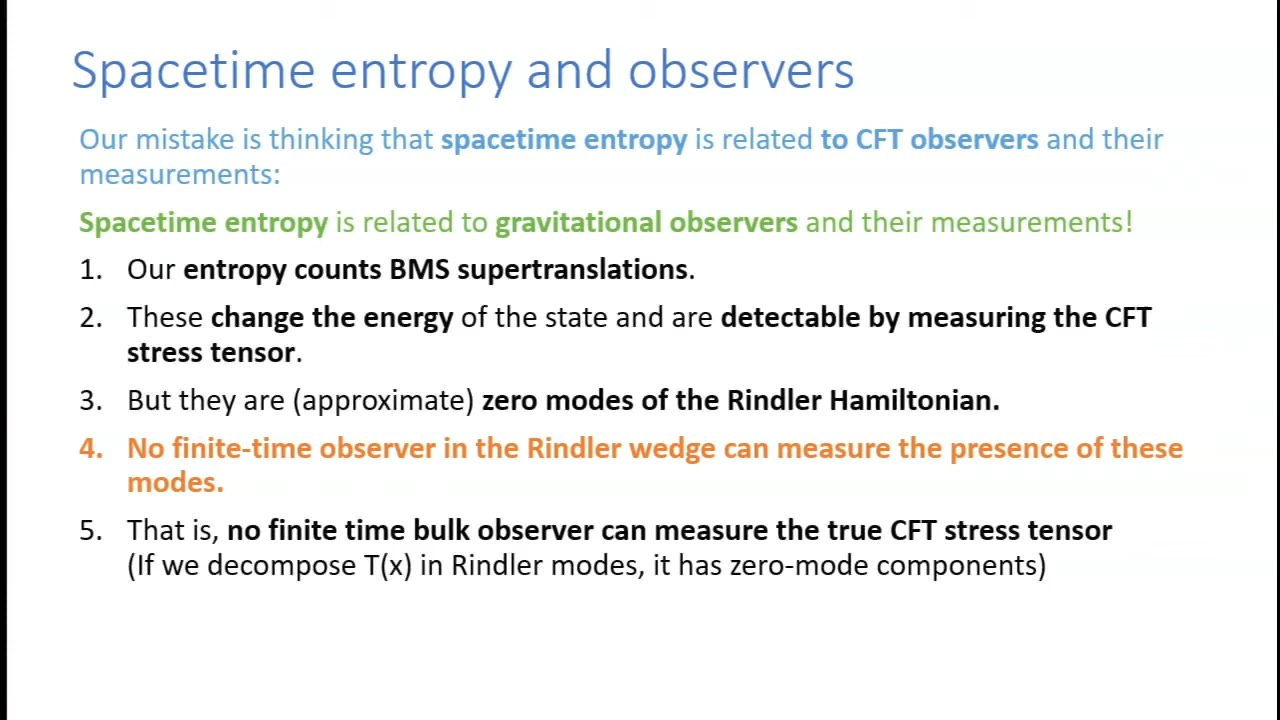 Spacetime entropy and observers
Our mistake is thinking that spacetime entropy is related to CFT observers and their
measurements:
Spacetime entropy is related to gravitational observers and their measurements!
1. Our entropy counts BMS supertranslations.
2. These change the energy of the state and are detectable by measuring the CFT
stress tensor.
3. But they are (approximate) zero modes of the Rindler Hamiltonian.
4. No finite-time observer in the Rindler wedge can measure the presence of these
modes.
5. That is, no finite time bulk observer can measure the true CFT stress tensor
(If we decompose T(x) in Rindler modes, it has zero-mode components)